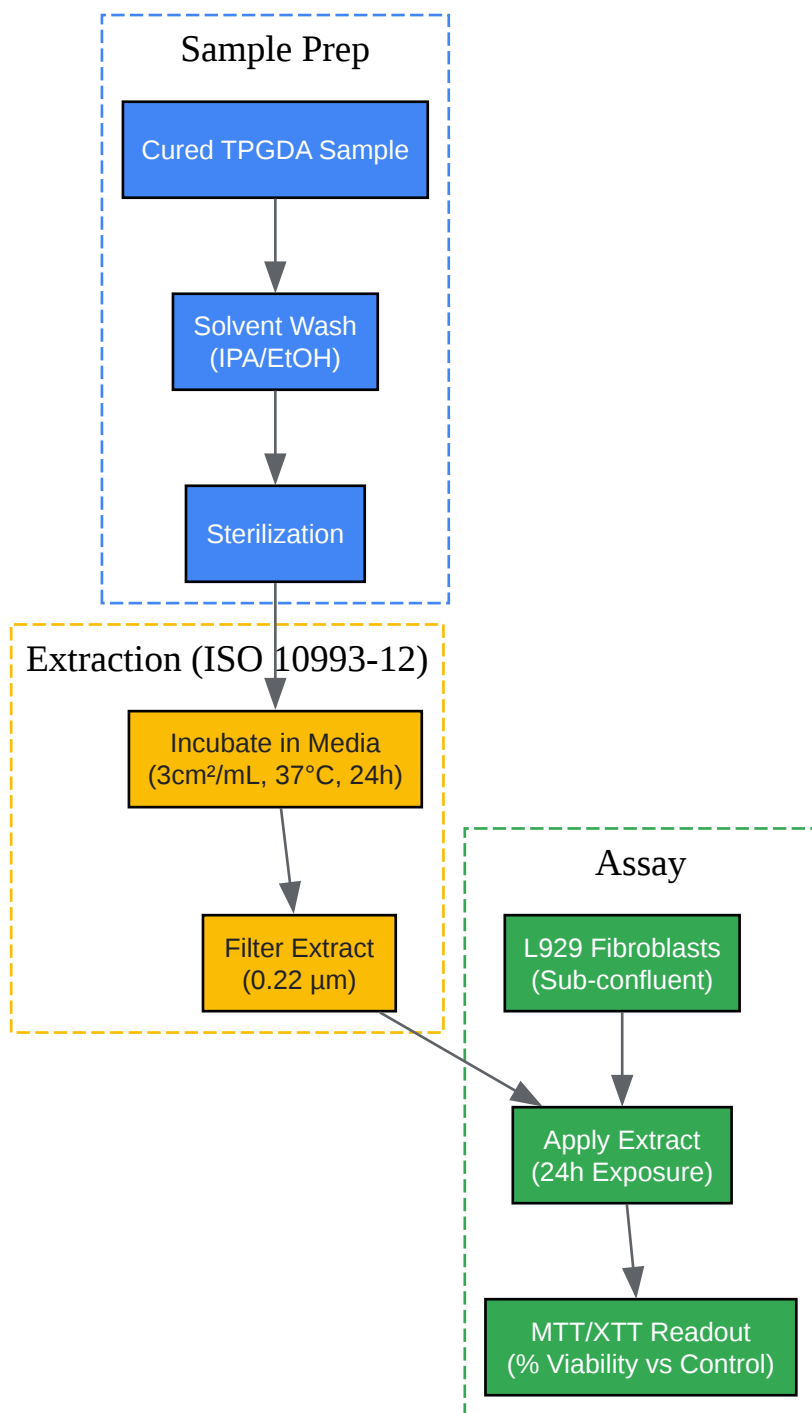 Sample Prep
Cured TPGDA Sample
Solvent Wash
(IPA/EtOH)
Sterilization
Extraction (ISO 10993-12)
Incubate in Media
(3cm²/mL, 37°C, 24h)
Filter Extract
(0.22 µm)
Assay
L929 Fibroblasts
(Sub-confluent)
Apply Extract
(24h Exposure)
MTT/XTT Readout
(% Viability vs Control)